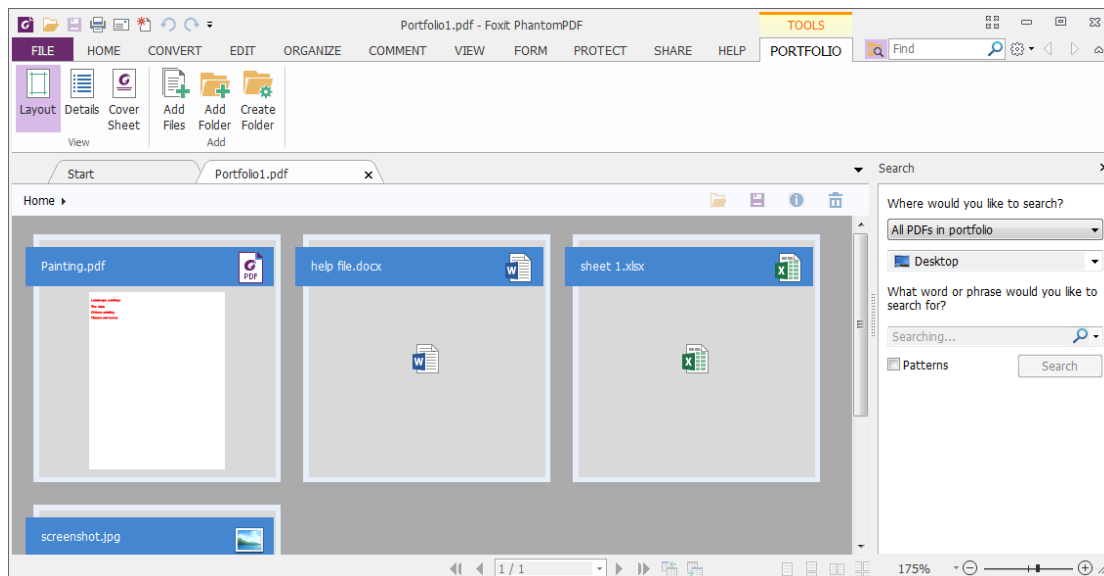 Portfolio1.pdf - Foxit PhantomPDF
TOOLS
FILE HOME CONVERT EDIT ORGANIZE COMMENT VIEW FORM PROTECT SHARE HELP PORTFOLIO Find
Layout Details Cover Sheet Add Files Add Folder Create Folder
View Add
Start Portfolio1.pdf
Search
Home
Where would you like to search?
All PDFs in portfolio
Desktop
What word or phrase would you like to
search for?
Searching...
Patterns Search
Painting.pdf
PDF
help file.docx
sheet 1.xlsx
screenshot.jpg
1 / 1
175%